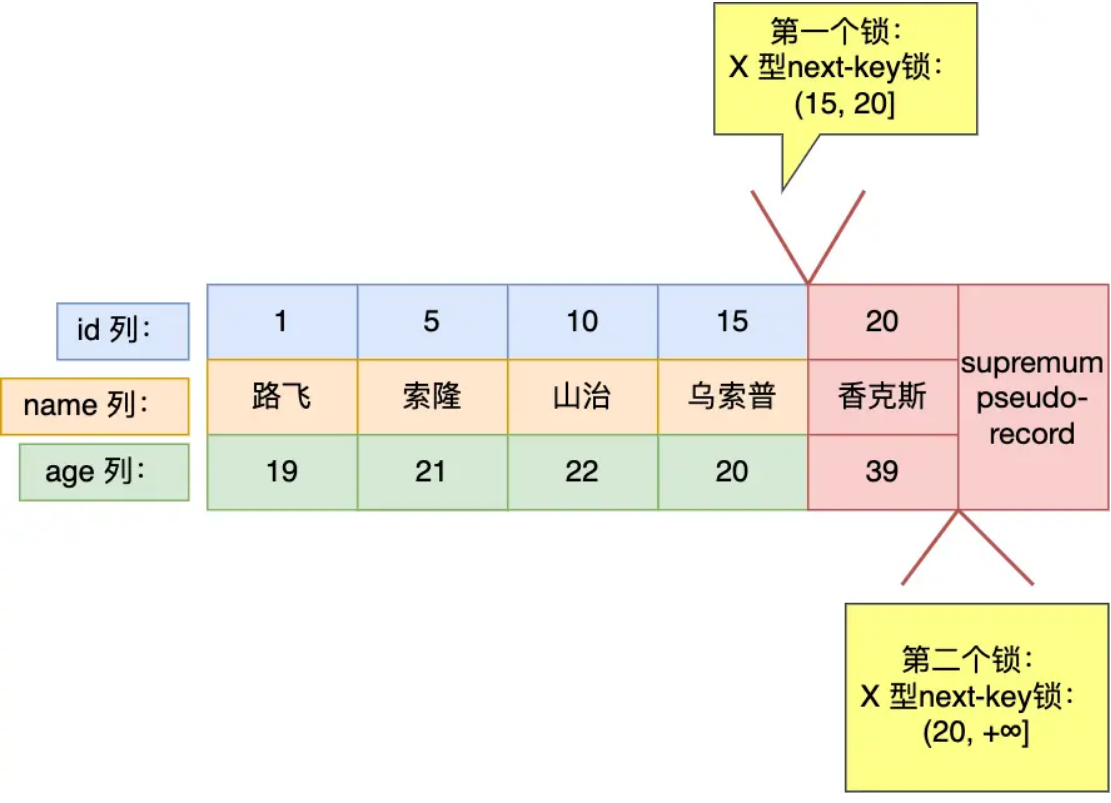 第一个锁：
X 型next-key锁：
(15, 20]
id 列：
1
5
10
15
20
name 列：
路飞
索隆
山治
乌索普
香克斯
age 列：
19
21
22
20
39
supremum
pseudo-
record
第二个锁：
X 型next-key锁：
(20, +∞]